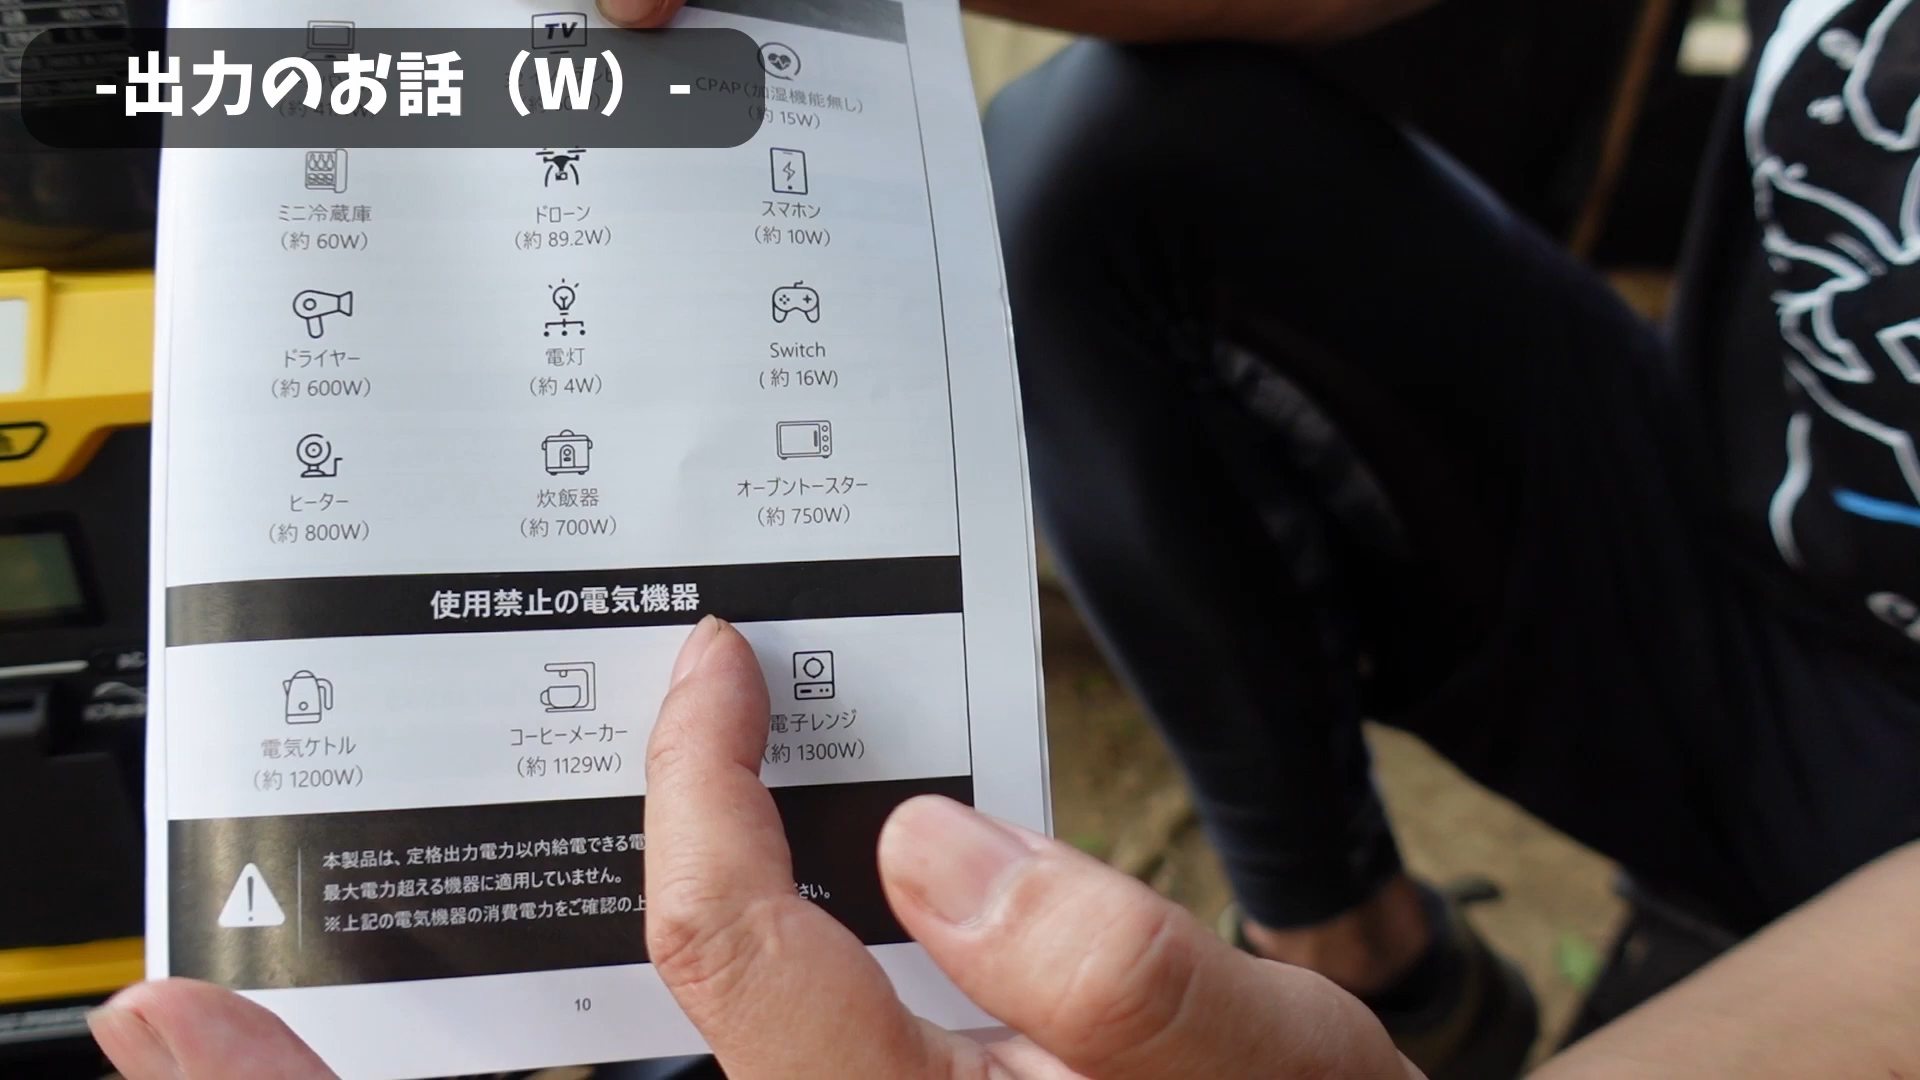 -出力のお話（W）-
TV
CPAP(加湿機能無し)
(約 15W)
ミニ冷蔵庫
(約 60W)
ドローン
(約 89.2W)
スマホン
(約 10W)
ドライヤー
(約 600W)
電灯
(約 4W)
Switch
( 約 16W)
ヒーター
(約 800W)
炊飯器
(約 700W)
オーブントースター
(約 750W)
使用禁止の電気機器
電気ケトル
(約 1200W)
コーヒーメーカー
(約 1129W)
電子レンジ
(約 1300W)
本製品は、定格出力電力以内給電できる電
最大電力超える機器に適用していません。
※上記の電気機器の消費電力をご確認の上
さい。
10